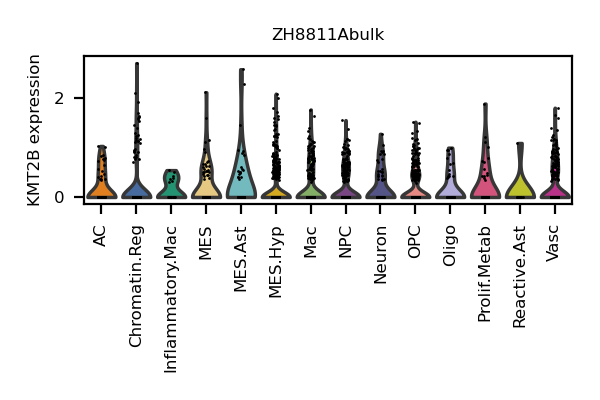 ZH8811Abulk
KMT2B expression
2
0
AC
Chromatin.Reg
Inflammatory.Mac
MES
MES.Ast
MES.Hyp
Mac
NPC
Neuron
OPC
Oligo
Prolif.Metab
Reactive.Ast
Vasc